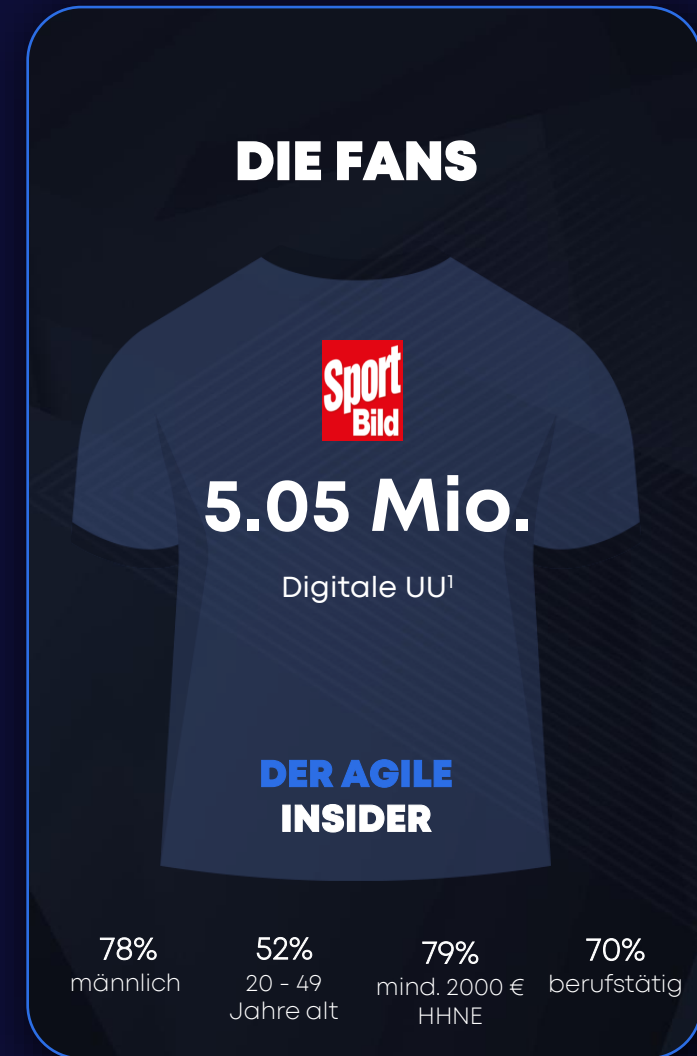 DIE FANS
Sport
Bild
5.05 Mio.
Digitale UU¹
DER AGILE
INSIDER
78%
männlich
52%
20 - 49
Jahre alt
79%
mind. 2000 €
HHNE
70%
berufstätig